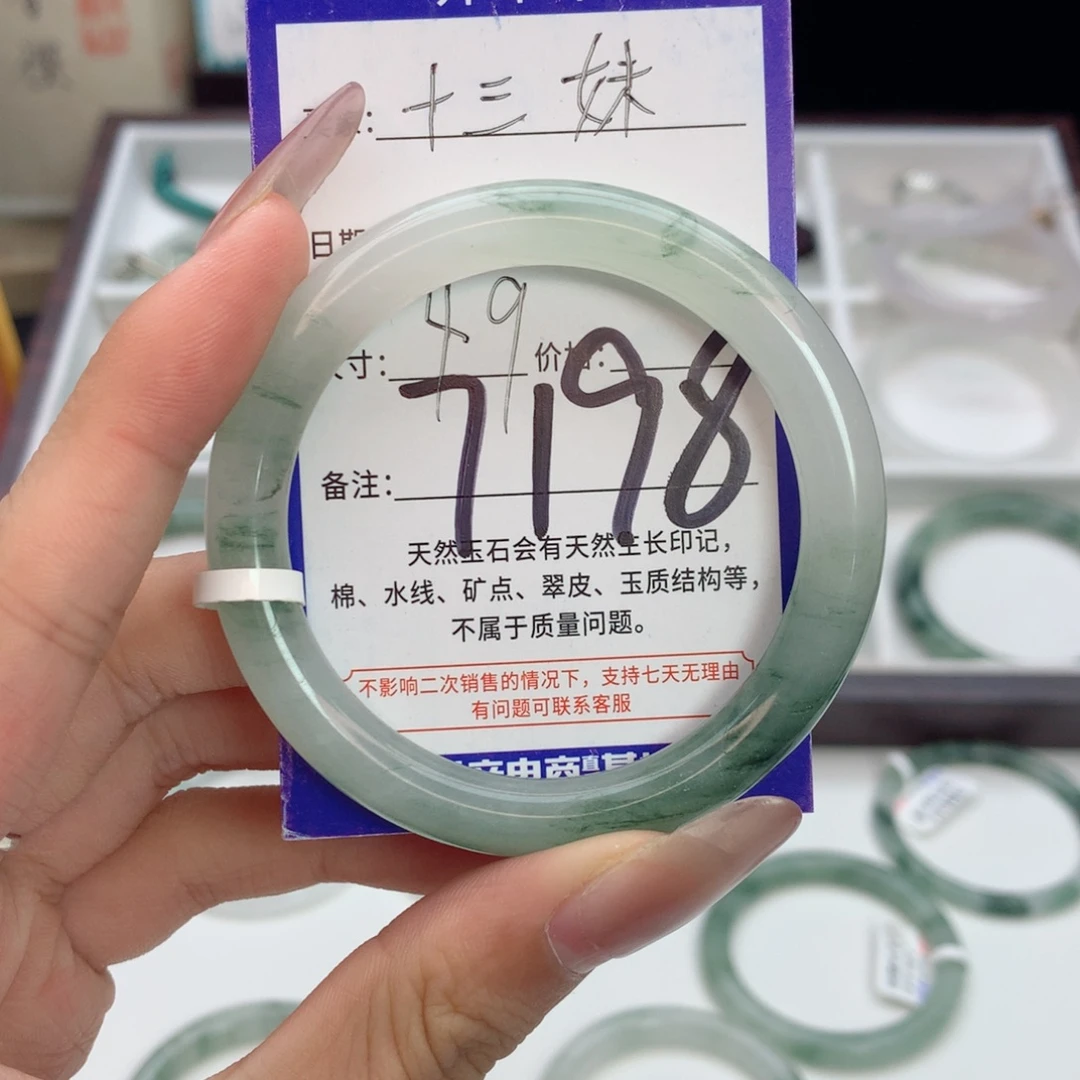 十三妹
日期
寸: 49 价格:
7198
备注:
天然玉石会有天然生长印记，
棉、水线、矿点、翠皮、玉质结构等，
不属于质量问题。
不影响二次销售的情况下，支持七天无理由
有问题可联系客服
电商